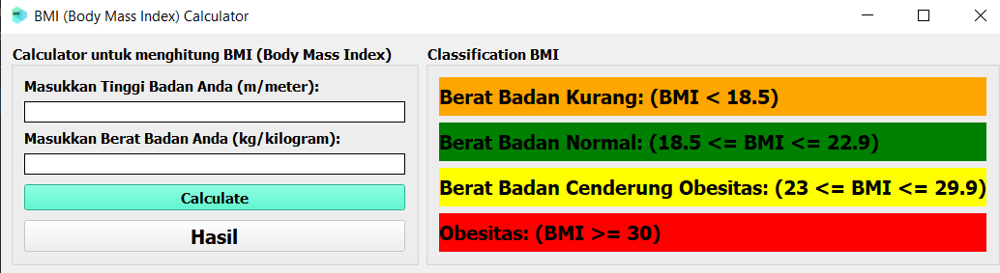 BMI (Body Mass Index) Calculator
Calculator untuk menghitung BMI (Body Mass Index)
Masukkan Tinggi Badan Anda (m/meter):
Masukkan Berat Badan Anda (kg/kilogram):
Calculate
Hasil
Classification BMI
Berat Badan Kurang: (BMI < 18.5)
Berat Badan Normal: (18.5 <= BMI <= 22.9)
Berat Badan Cenderung Obesitas: (23 <= BMI <= 29.9)
Obesitas: (BMI >= 30)